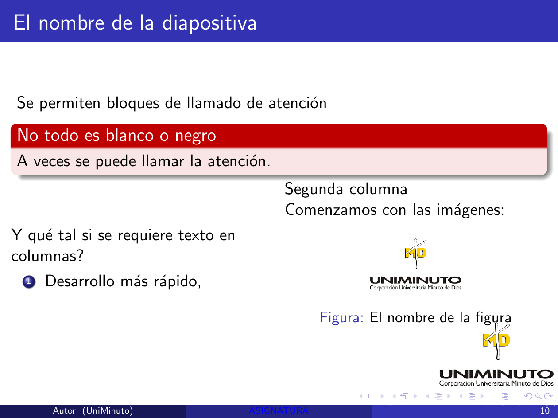 El nombre de la diapositiva
Se permiten bloques de llamado de atención
No todo es blanco o negro
A veces se puede llamar la atención.
Y qué tal si se requiere texto en
columnas?
1 Desarrollo más rápido,
Segunda columna
Comenzamos con las imágenes:
MD
UNIMINUTO
Corporación Universitaria Minuto de Dios
Figura: El nombre de la figura
MD
UNIMINUTO
Corporación Universitaria Minuto de Dios
Autor (UniMinuto)
ASIGNATURA
10